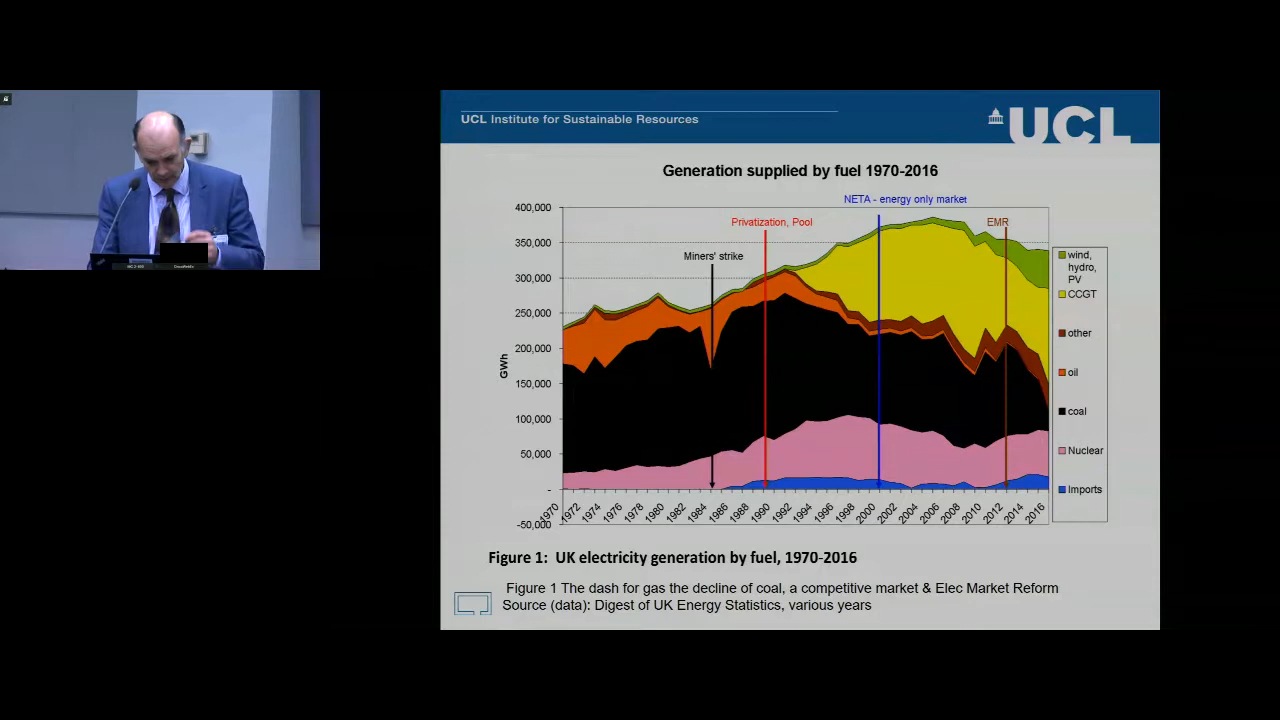 UCL Institute for Sustainable Resources
UCL
Generation supplied by fuel 1970-2016
NETA - energy only market
400,000
Privatization, Pool
EMR
350,000
Miners' strike
wind,
hydro,
PV
300,000
CCGT
250,000
other
200,000
GWh
oil
150,000
coal
100,000
Nuclear
50,000
Imports
-
-50,000
1970
1972
1974
1976
1978
1980
1982
1984
1986
1988
1990
1992
1994
1996
1998
2000
2002
2004
2006
2008
2010
2012
2014
2016
Figure 1: UK electricity generation by fuel, 1970-2016
Figure 1 The dash for gas the decline of coal, a competitive market & Elec Market Reform
Source (data): Digest of UK Energy Statistics, various years